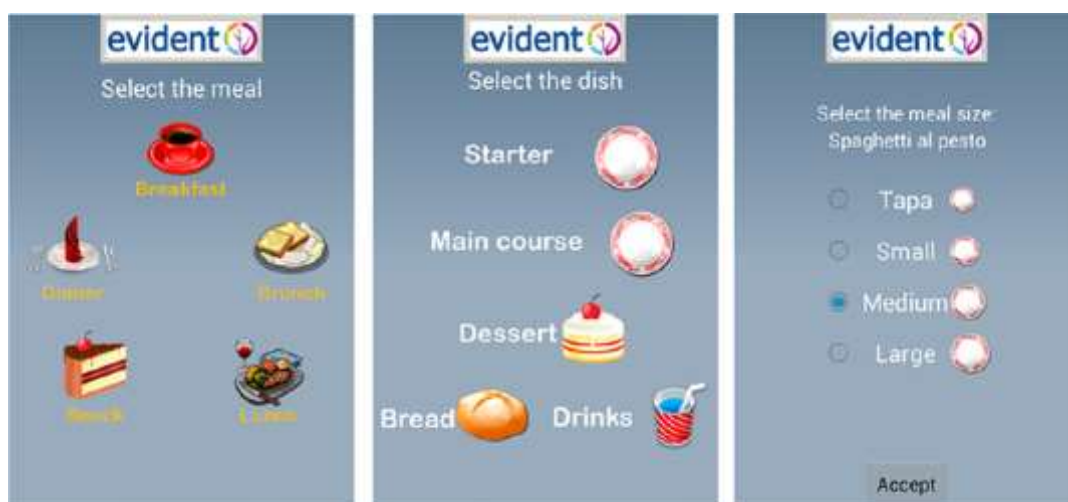 evident
Select the meal
Breakfast
Dinner
Brunch
Snack
Lunch
evident
Select the dish
Starter
Main course
Dessert
Bread
Drinks
evident
Select the meal size:
Spaghetti al pesto
Tapa
Small
Medium
Large
Accept